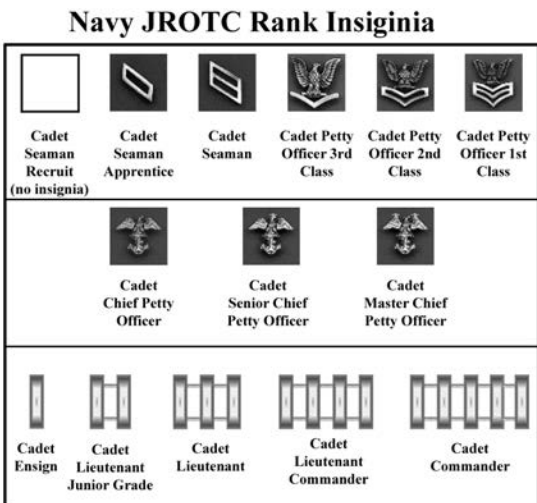 Navy JROTC Rank Insiginia
Cadet
Seaman
Recruit
(no insignia)
Cadet
Seaman
Apprentice
Cadet
Seaman
Cadet Petty
Officer 3rd
Class
Cadet Petty
Officer 2nd
Class
Cadet Petty
Officer 1st
Class
Cadet
Chief Petty
Officer
Cadet
Senior Chief
Petty Officer
Cadet
Master Chief
Petty Officer
Cadet
Ensign
Cadet
Lieutenant
Junior Grade
Cadet
Lieutenant
Cadet
Lieutenant
Commander
Cadet
Commander